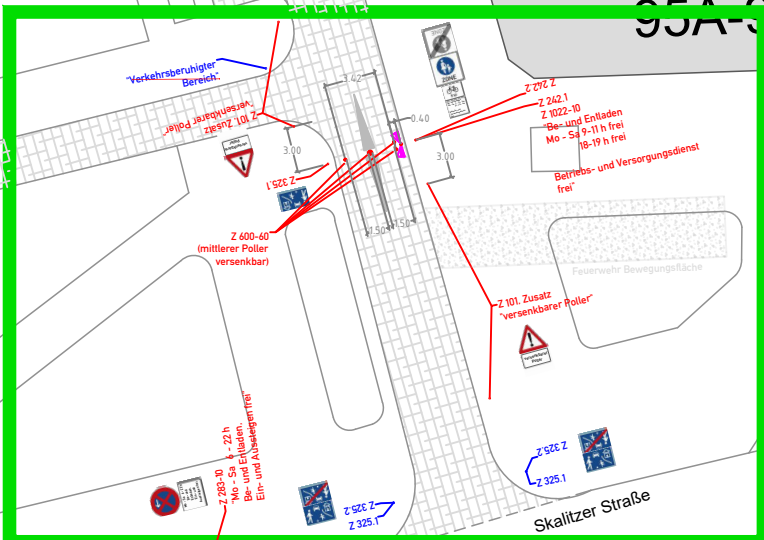 95A-9
"Verkehrsberuhigter
Bereich"
Z 101. Zusatz
"versenkbarer Poller"
3.42
0.40
3.00
3.00
Z 242.2
Z 242.1
Z 1022-10
"Be- und Entladen
Mo - Sa 9-11 h frei
18-19 h frei
Betriebs- und Versorgungsdienst
frei"
ZONE
Z 325.1
Z 600-60
(mittlerer Poller
versenkbar)
1.50
1.50
Feuerwehr Bewegungsfläche
Z 101. Zusatz
"versenkbarer Poller"
versenkbarer
Poller
Z 283-10
"Mo - Sa 6 - 22 h
Be- und Entladen,
Ein- und Aussteigen frei"
Z 325.2
Z 325.1
Z 325.2
Z 325.1
Skalitzer Straße